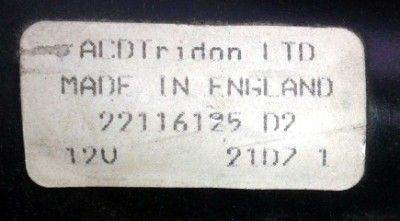 ACDTridon LTD
MADE IN ENGLAND
22116125 D2
12V 21D7 1